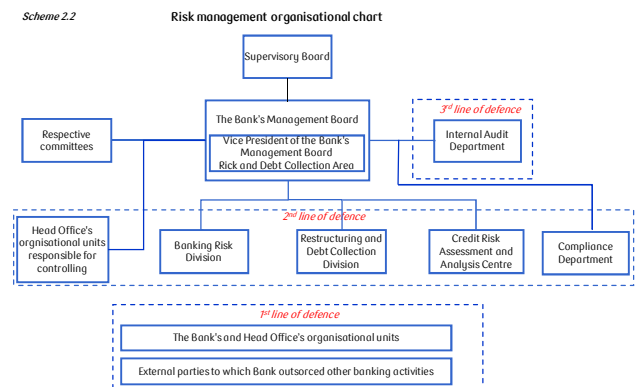 Scheme 2.2
Risk management organisational chart
Supervisory Board
The Bank's Management Board
Vice President of the Bank's
Management Board
Rick and Debt Collection Area
Respective
committees
3rd line of defence
Internal Audit
Department
2nd line of defence
Head Office's
orgnisational units
responsible for
controlling
Banking Risk
Division
Restructuring and
Debt Collection
Division
Credit Risk
Assessment and
Analysis Centre
Compliance
Department
1st line of defence
The Bank's and Head Office's organisational units
External parties to which Bank outsorced other banking activities